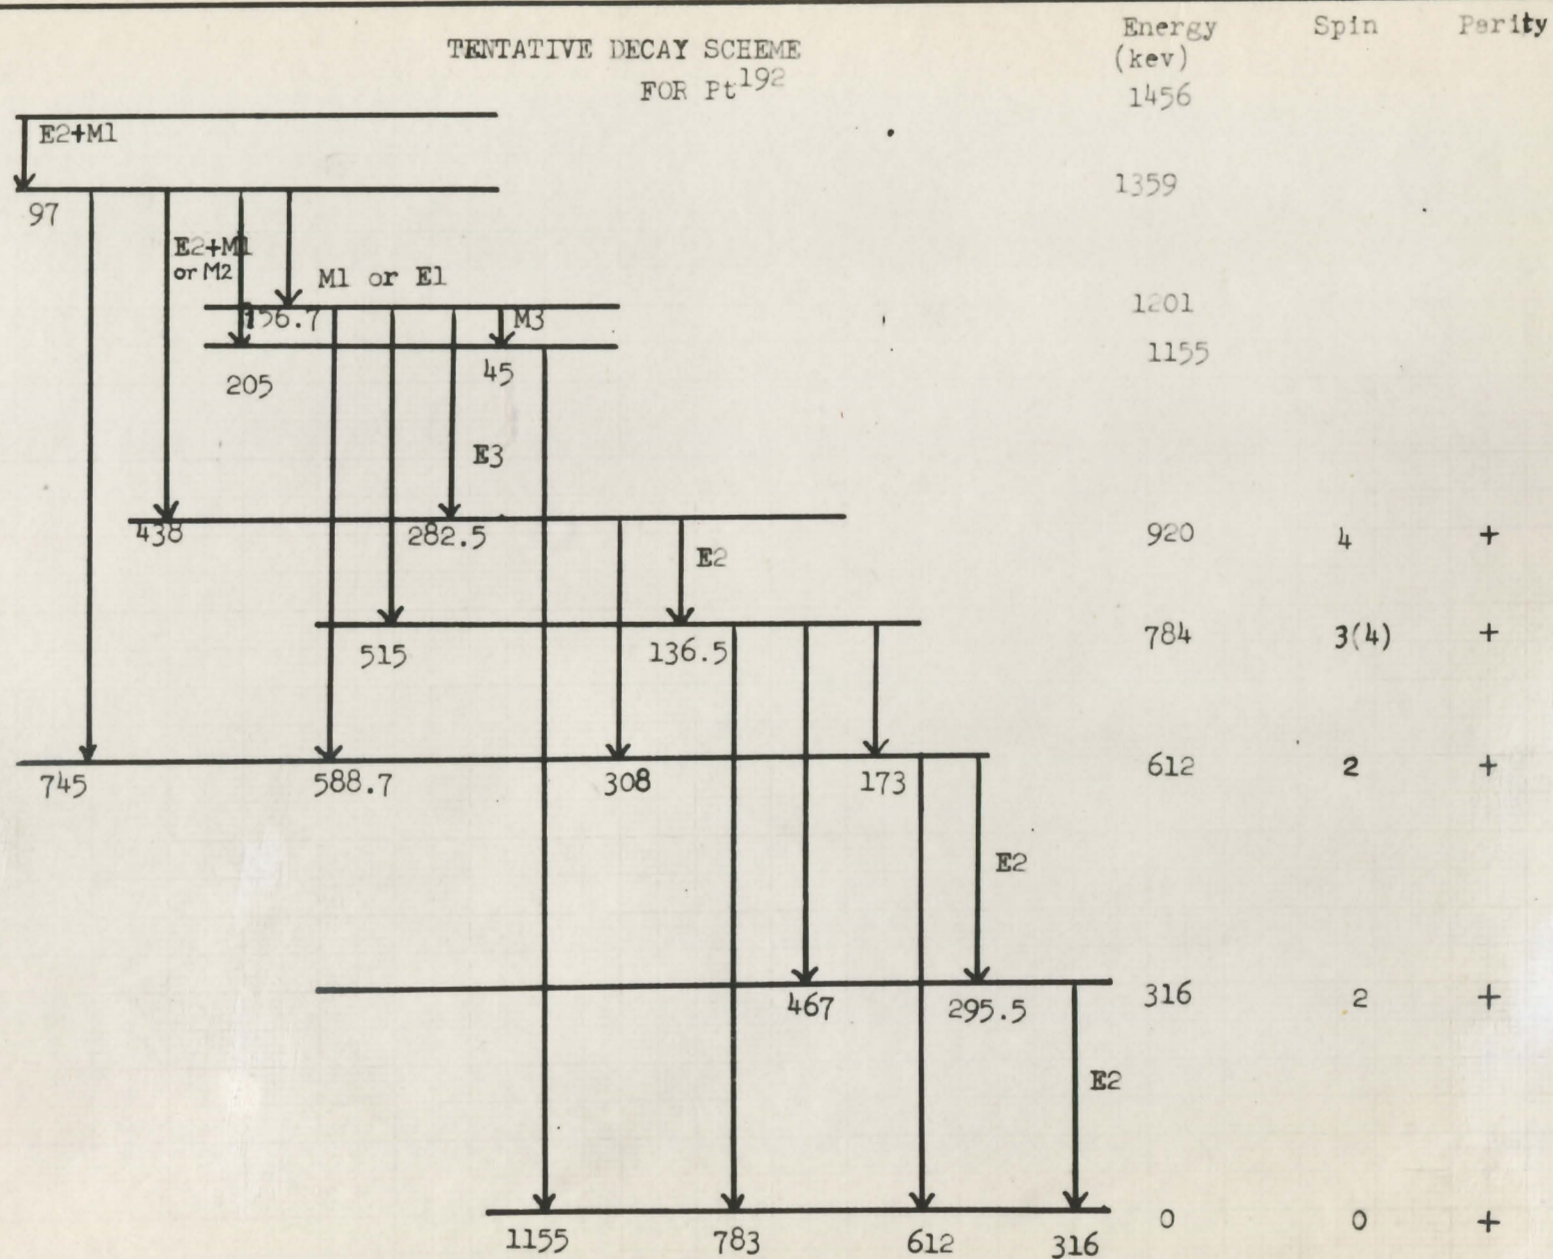 TENTATIVE DECAY SCHEME
FOR Pt192
Energy Spin Parity
(kev)
1456
E2+M1
1359
97
E2+M1
or M2
M1 or E1
156.7
M3
1201
1155
205
45
E3
438
282.5
E2
920 4 +
515
136.5
784 3(4) +
745
588.7
308
173
612 2 +
E2
467
295.5
316 2 +
E2
1155
783
612
316
0 0 +